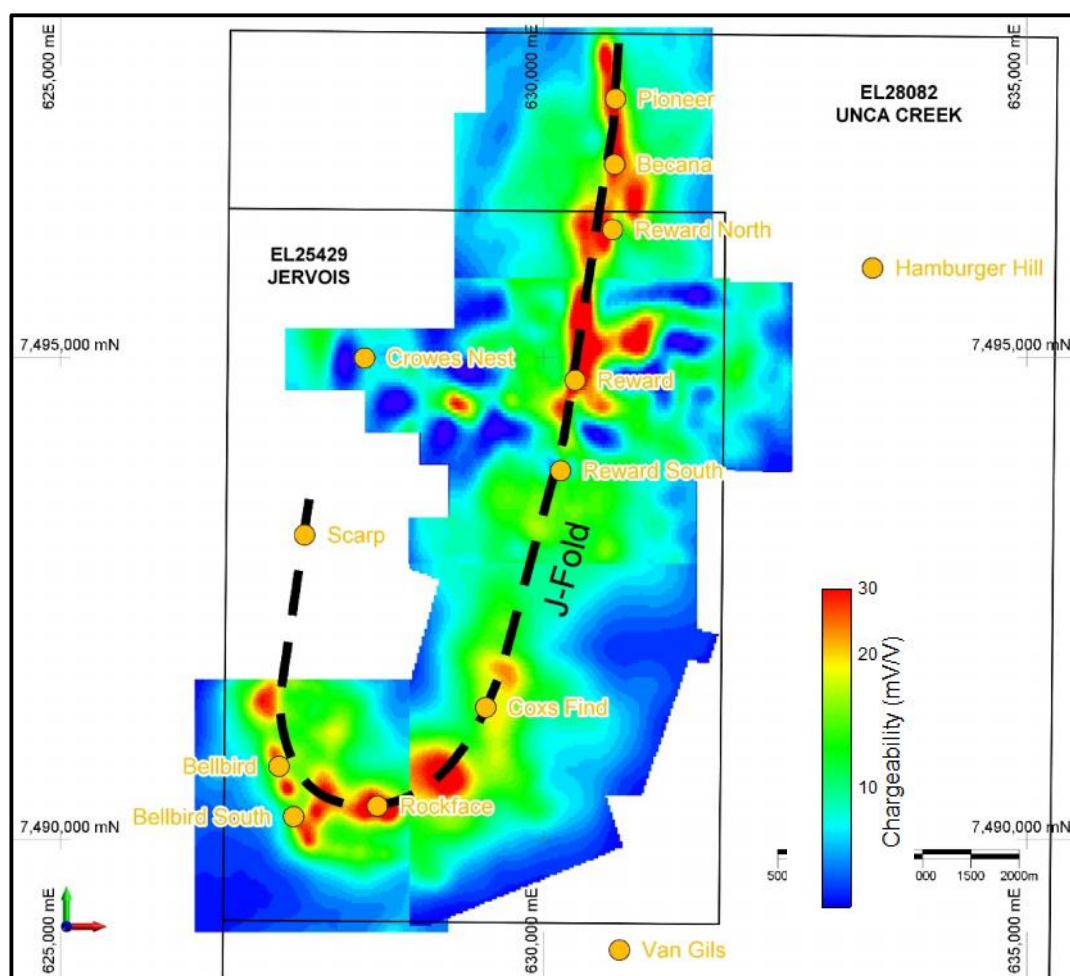 625,000 mE
630,000 mE
635,000 mE
EL28082
UNCA CREEK
Pioneer
Becana
Reward North
EL25429
JERVOIS
Hamburger Hill
7,495,000 mN
7,495,000 mN
Crowes Nest
Reward
Reward South
Scarp
J-Fold
30
20
10
Chargeability (mV/V)
Coxs Find
Bellbird
Rockface
Bellbird South
7,490,000 mN
7,490,000 mN
500
000 1500 2000m
625,000 mE
630,000 mE
635,000 mE
Van Gils